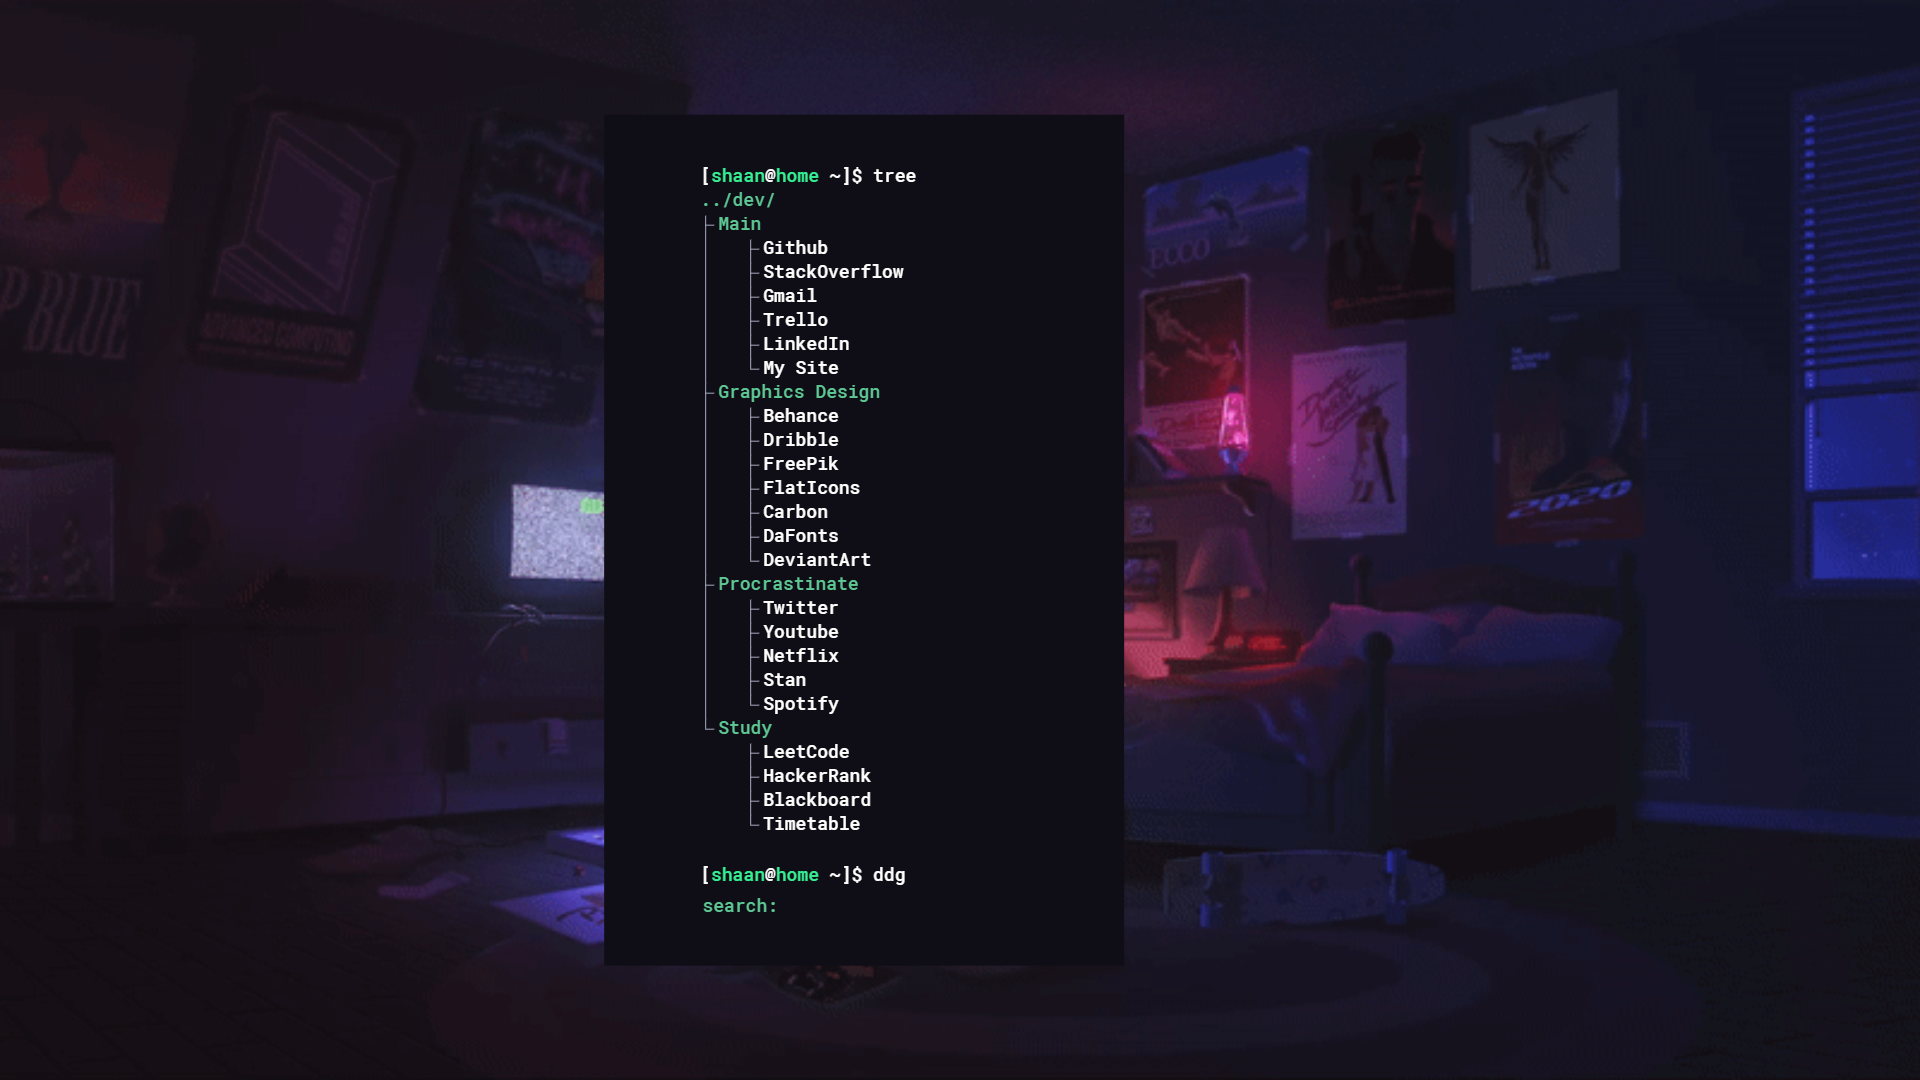 [shaan@home ~]$ tree
../dev/
Main
Github
StackOverflow
Gmail
Trello
LinkedIn
My Site
Graphics Design
Behance
Dribble
FreePik
FlatIcons
Carbon
DaFonts
DeviantArt
Procrastinate
Twitter
Youtube
Netflix
Stan
Spotify
Study
LeetCode
HackerRank
Blackboard
Timetable
[shaan@home ~]$ ddg
search:
P BLUE
ADVANCED COMPUTING
NOCTURNAL
ECCO
2020